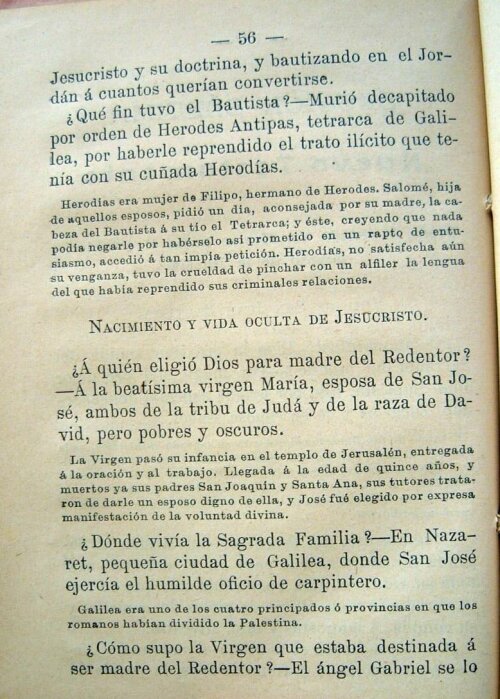 — 56 —
Jesucristo y su doctrina, y bautizando en el Jor-
dán á cuantos querían convertirse.
¿Qué fin tuvo el Bautista?—Murió decapitado
por orden de Herodes Antipas, tetrarca de Gali-
lea, por haberle reprendido el trato ilícito que te-
nía con su cuñada Herodías.
Herodías era mujer de Filipo, hermano de Herodes. Salomé, hija
de aquellos esposos, pidió un día, aconsejada por su madre, la ca-
beza del Bautista á su tío el Tetrarca; y éste, creyendo que nada
podía negarle por habérselo así prometido en un rapto de entu-
siasmo, accedió á tan impía petición. Herodías, no satisfecha aún
su venganza, tuvo la crueldad de pinchar con un alfiler la lengua
del que había reprendido sus criminales relaciones.
NACIMIENTO Y VIDA OCULTA DE JESUCRISTO.
¿Á quién eligió Dios para madre del Redentor?
—Á la beatísima virgen María, esposa de San Jo-
sé, ambos de la tribu de Judá y de la raza de Da-
vid, pero pobres y oscuros.
La Virgen pasó su infancia en el templo de Jerusalén, entregada
á la oración y al trabajo. Llegada á la edad de quince años, y
muertos ya sus padres San Joaquín y Santa Ana, sus tutores trata-
ron de darle un esposo digno de ella, y José fué elegido por expresa
manifestación de la voluntad divina.
¿Dónde vivía la Sagrada Familia?—En Naza-
ret, pequeña ciudad de Galilea, donde San José
ejercía el humilde oficio de carpintero.
Galilea era uno de los cuatro principados ó provincias en que los
romanos habían dividido la Palestina.
¿Cómo supo la Virgen que estaba destinada á
ser madre del Redentor?—El ángel Gabriel se lo